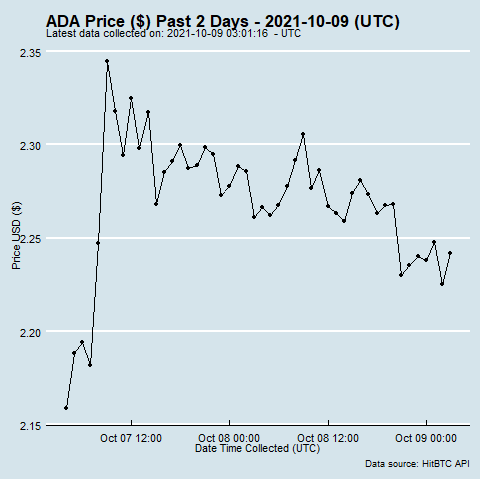 ADA Price ($) Past 2 Days - 2021-10-09 (UTC)
Latest data collected on: 2021-10-09 03:01:16  - UTC
2.35
2.30
2.25
2.20
2.15
Price USD ($)
Oct 07 12:00
Oct 08 00:00
Oct 08 12:00
Oct 09 00:00
Date Time Collected (UTC)
Data source: HitBTC API